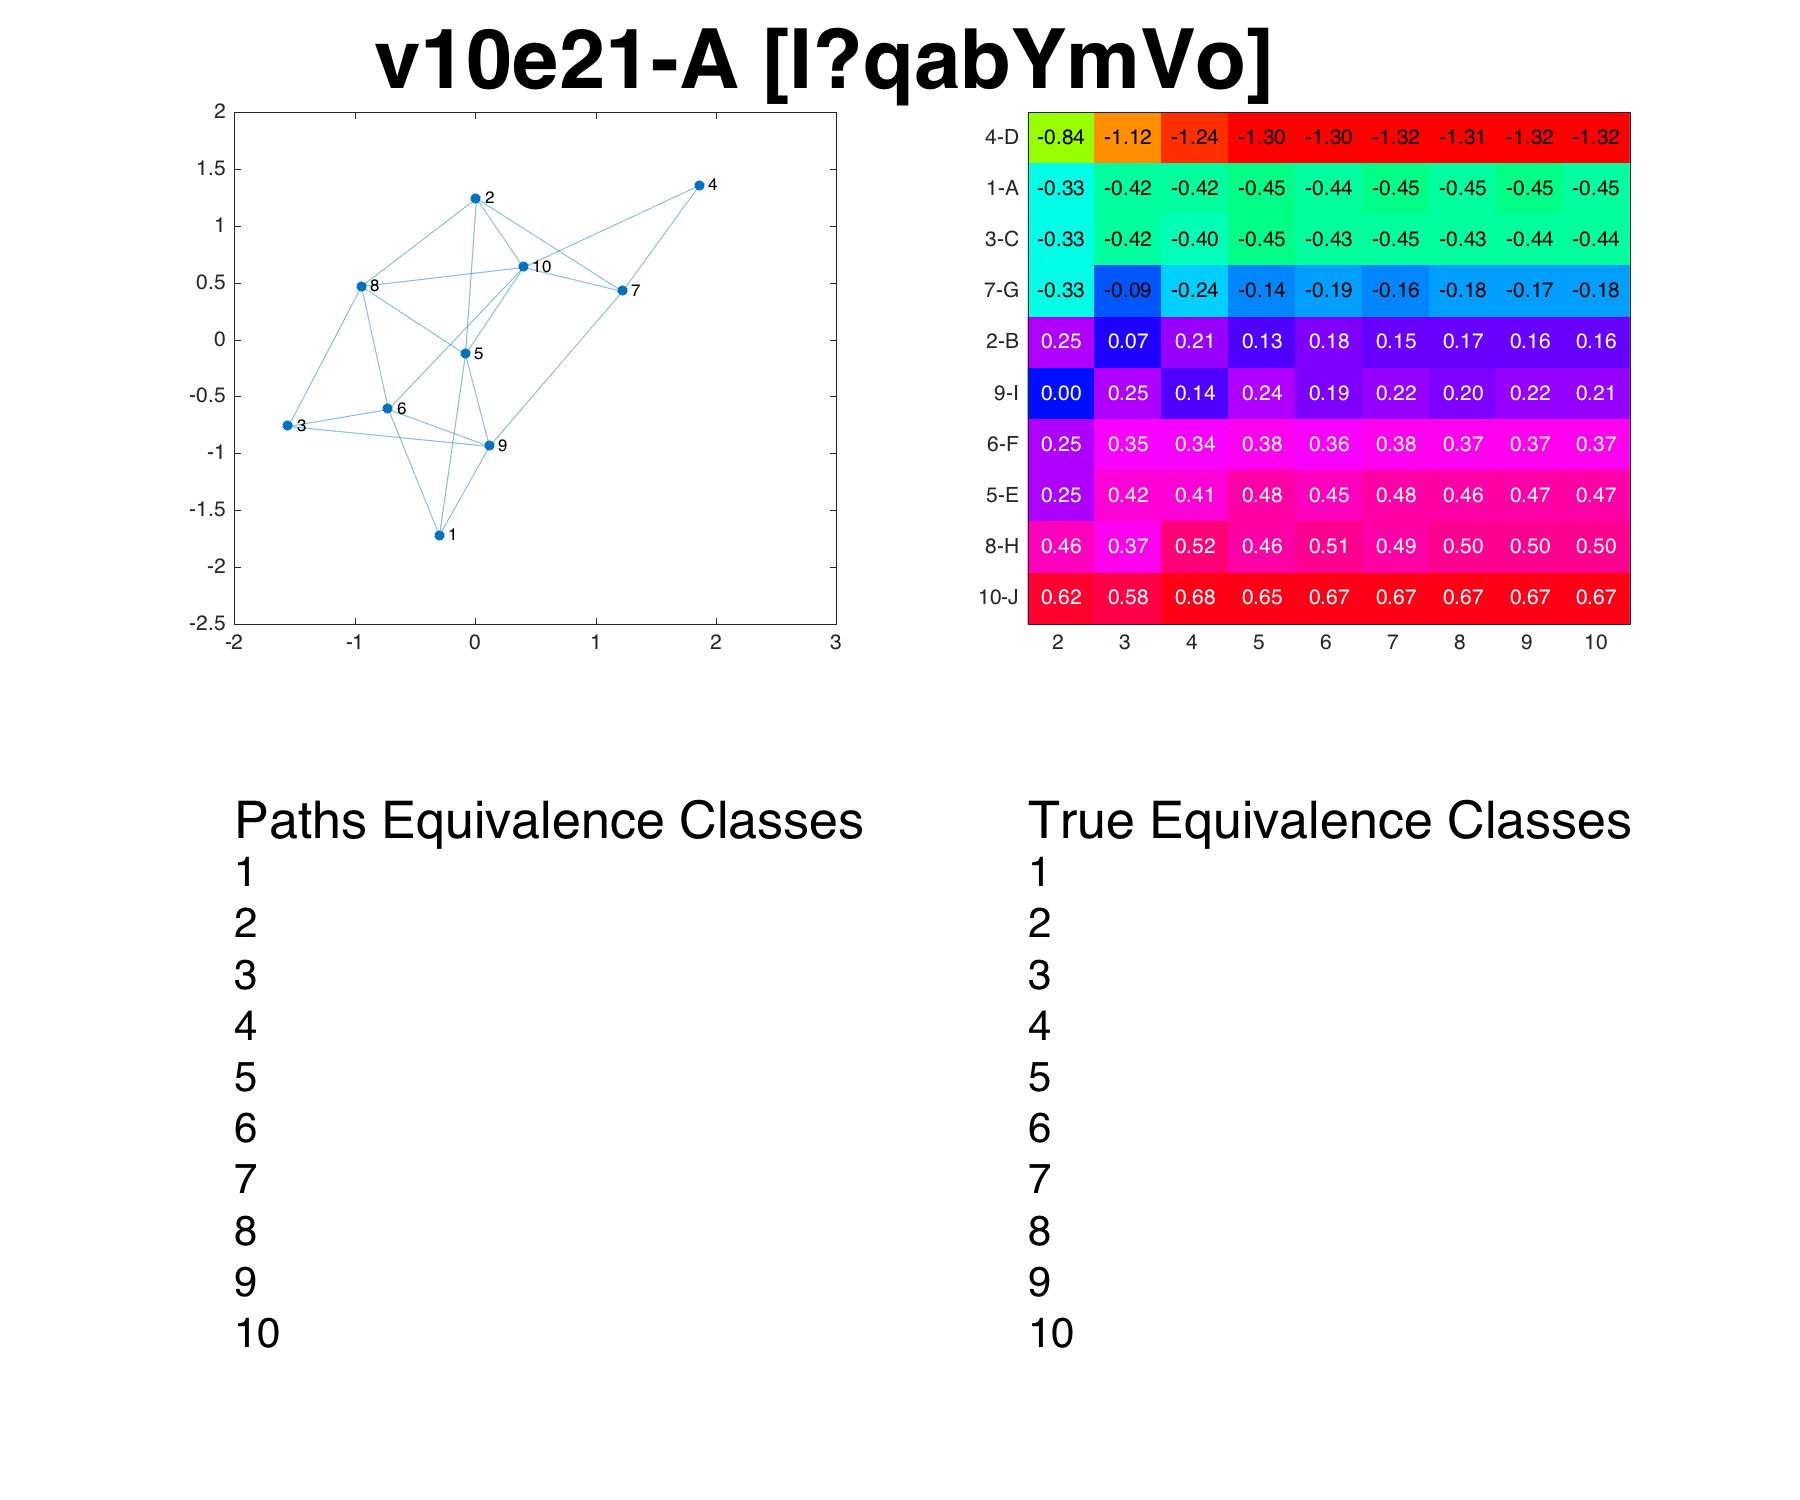 v10e21-A [I?qabYmVo]
2
1.5
1
0.5
0
-0.5
-1
-1.5
-2
-2.5
-2 -1 0 1 2 3
4
2
10
7
8
5
6
3
9
1
4-D -0.84 -1.12 -1.24 -1.30 -1.30 -1.32 -1.31 -1.32 -1.32
1-A -0.33 -0.42 -0.42 -0.45 -0.44 -0.45 -0.45 -0.45 -0.45
3-C -0.33 -0.42 -0.40 -0.45 -0.43 -0.45 -0.43 -0.44 -0.44
7-G -0.33 -0.09 -0.24 -0.14 -0.19 -0.16 -0.18 -0.17 -0.18
2-B 0.25 0.07 0.21 0.13 0.18 0.15 0.17 0.16 0.16
9-I 0.00 0.25 0.14 0.24 0.19 0.22 0.20 0.22 0.21
6-F 0.25 0.35 0.34 0.38 0.36 0.38 0.37 0.37 0.37
5-E 0.25 0.42 0.41 0.48 0.45 0.48 0.46 0.47 0.47
8-H 0.46 0.37 0.52 0.46 0.51 0.49 0.50 0.50 0.50
10-J 0.62 0.58 0.68 0.65 0.67 0.67 0.67 0.67 0.67
2 3 4 5 6 7 8 9 10
Paths Equivalence Classes
1
2
3
4
5
6
7
8
9
10
True Equivalence Classes
1
2
3
4
5
6
7
8
9
10